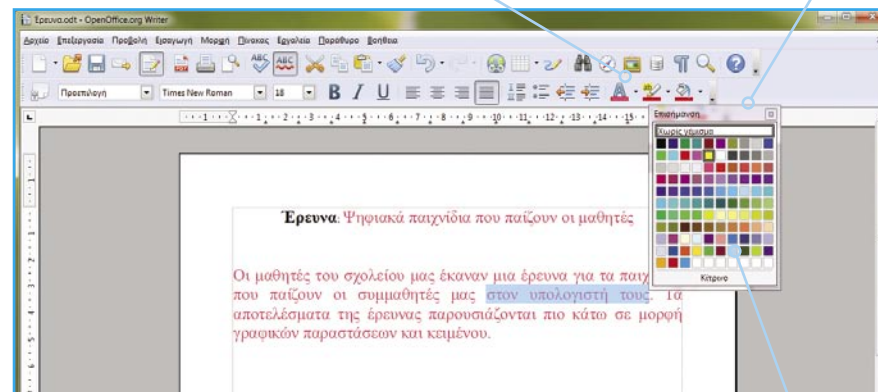 Έρευνα.odt - OpenOffice.org Writer
Αρχείο Επεξεργασία Προβολή Εισαγωγή Μορφή Πίνακας Εργαλεία Παράθυρο Βοήθεια
Προεπιλογή Times New Roman 18 B I U
Επισήμανση
Χωρίς γέμισμα
Κίτρινο
Έρευνα: Ψηφιακά παιχνίδια που παίζουν οι μαθητές
Οι μαθητές του σχολείου μας έκαναν μια έρευνα για τα παιχ
που παίζουν οι συμμαθητές μας στον υπολογιστή τους. Τα
αποτελέσματα της έρευνας παρουσιάζονται πιο κάτω σε μορφή
γραφικών παραστάσεων και κειμένου.